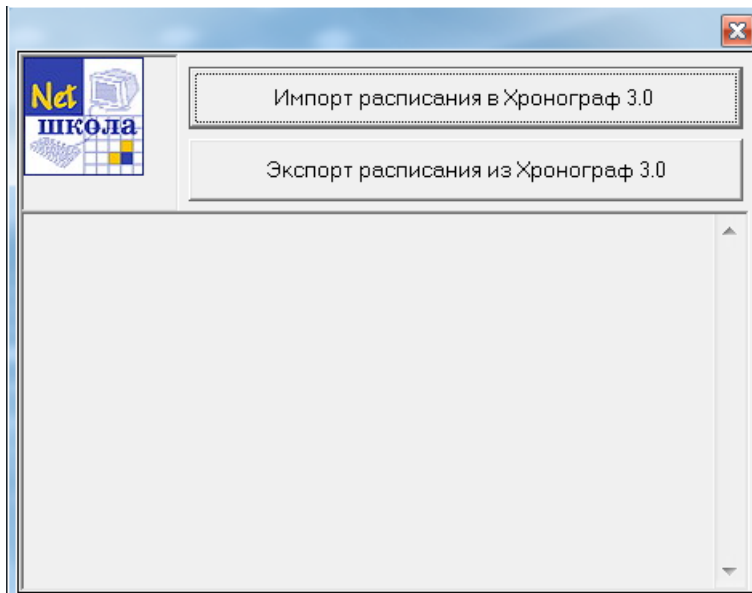 Net
школа
Импорт расписания в Хронограф 3.0
Экспорт расписания из Хронограф 3.0